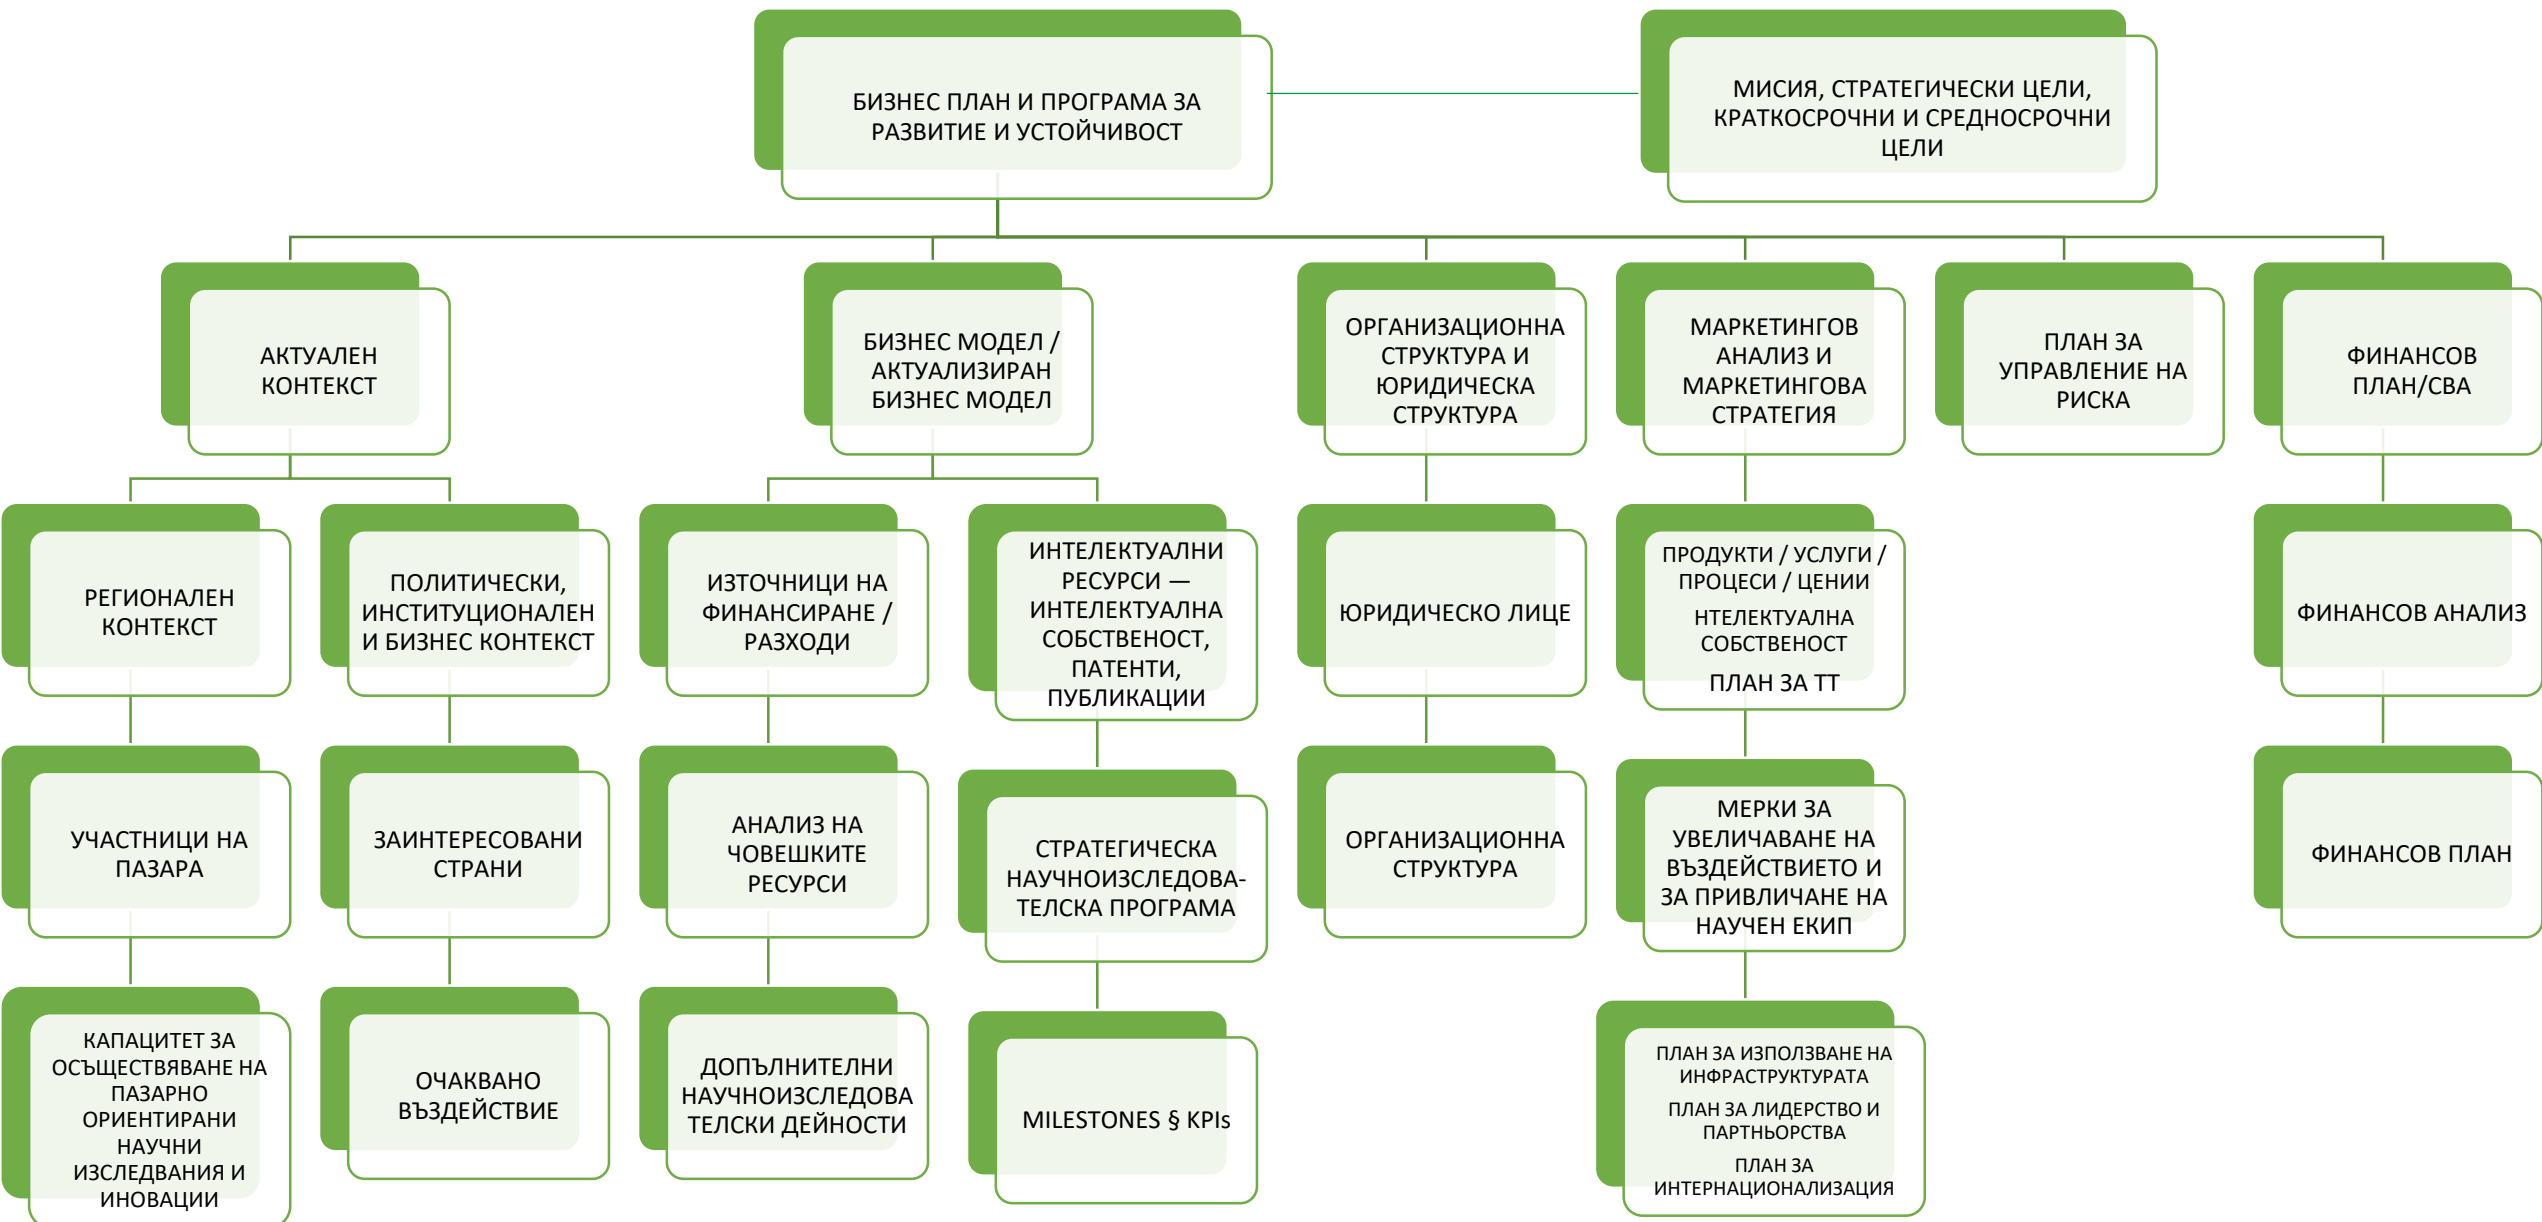 БИЗНЕС ПЛАН И ПРОГРАМА ЗА
РАЗВИТИЕ И УСТОЙЧИВОСТ
МИСИЯ, СТРАТЕГИЧЕСКИ ЦЕЛИ,
КРАТКОСРОЧНИ И СРЕДНОСРОЧНИ
ЦЕЛИ
АКТУАЛЕН
КОНТЕКСТ
БИЗНЕС МОДЕЛ /
АКТУАЛИЗИРАН
БИЗНЕС МОДЕЛ
ОРГАНИЗАЦИОННА
СТРУКТУРА И
ЮРИДИЧЕСКА
СТРУКТУРА
МАРКЕТИНГОВ
АНАЛИЗ И
МАРКЕТИНГОВА
СТРАТЕГИЯ
ПЛАН ЗА
УПРАВЛЕНИЕ НА
РИСКА
ФИНАНСОВ
ПЛАН/СВА
РЕГИОНАЛЕН
КОНТЕКСТ
ПОЛИТИЧЕСКИ,
ИНСТИТУЦИОНАЛЕН
И БИЗНЕС КОНТЕКСТ
ИЗТОЧНИЦИ НА
ФИНАНСИРАНЕ /
РАЗХОДИ
ИНТЕЛЕКТУАЛНИ
РЕСУРСИ —
ИНТЕЛЕКТУАЛНА
СОБСТВЕНОСТ,
ПАТЕНТИ,
ПУБЛИКАЦИИ
ЮРИДИЧЕСКО ЛИЦЕ
ПРОДУКТИ / УСЛУГИ /
ПРОЦЕСИ / ЦЕНИИ
НТЕЛЕКТУАЛНА
СОБСТВЕНОСТ
ПЛАН ЗА ТТ
ФИНАНСОВ АНАЛИЗ
УЧАСТНИЦИ НА
ПАЗАРА
ЗАИНТЕРЕСОВАНИ
СТРАНИ
АНАЛИЗ НА
ЧОВЕШКИТЕ
РЕСУРСИ
СТРАТЕГИЧЕСКА
НАУЧНОИЗСЛЕДОВА-
ТЕЛСКА ПРОГРАМА
ОРГАНИЗАЦИОННА
СТРУКТУРА
МЕРКИ ЗА
УВЕЛИЧАВАНЕ НА
ВЪЗДЕЙСТВИЕТО И
ЗА ПРИВЛИЧАНЕ НА
НАУЧЕН ЕКИП
ФИНАНСОВ ПЛАН
КАПАЦИТЕТ ЗА
ОСЪЩЕСТВЯВАНЕ НА
ПАЗАРНО
ОРИЕНТИРАНИ
НАУЧНИ
ИЗСЛЕДВАНИЯ И
ИНОВАЦИИ
ОЧАКВАНО
ВЪЗДЕЙСТВИЕ
ДОПЪЛНИТЕЛНИ
НАУЧНОИЗСЛЕДОВА
ТЕЛСКИ ДЕЙНОСТИ
MILESTONES § KPIs
ПЛАН ЗА ИЗПОЛЗВАНЕ НА
ИНФРАСТРУКТУРАТА
ПЛАН ЗА ЛИДЕРСТВО И
ПАРТНЬОРСТВА
ПЛАН ЗА
ИНТЕРНАЦИОНАЛИЗАЦИЯ